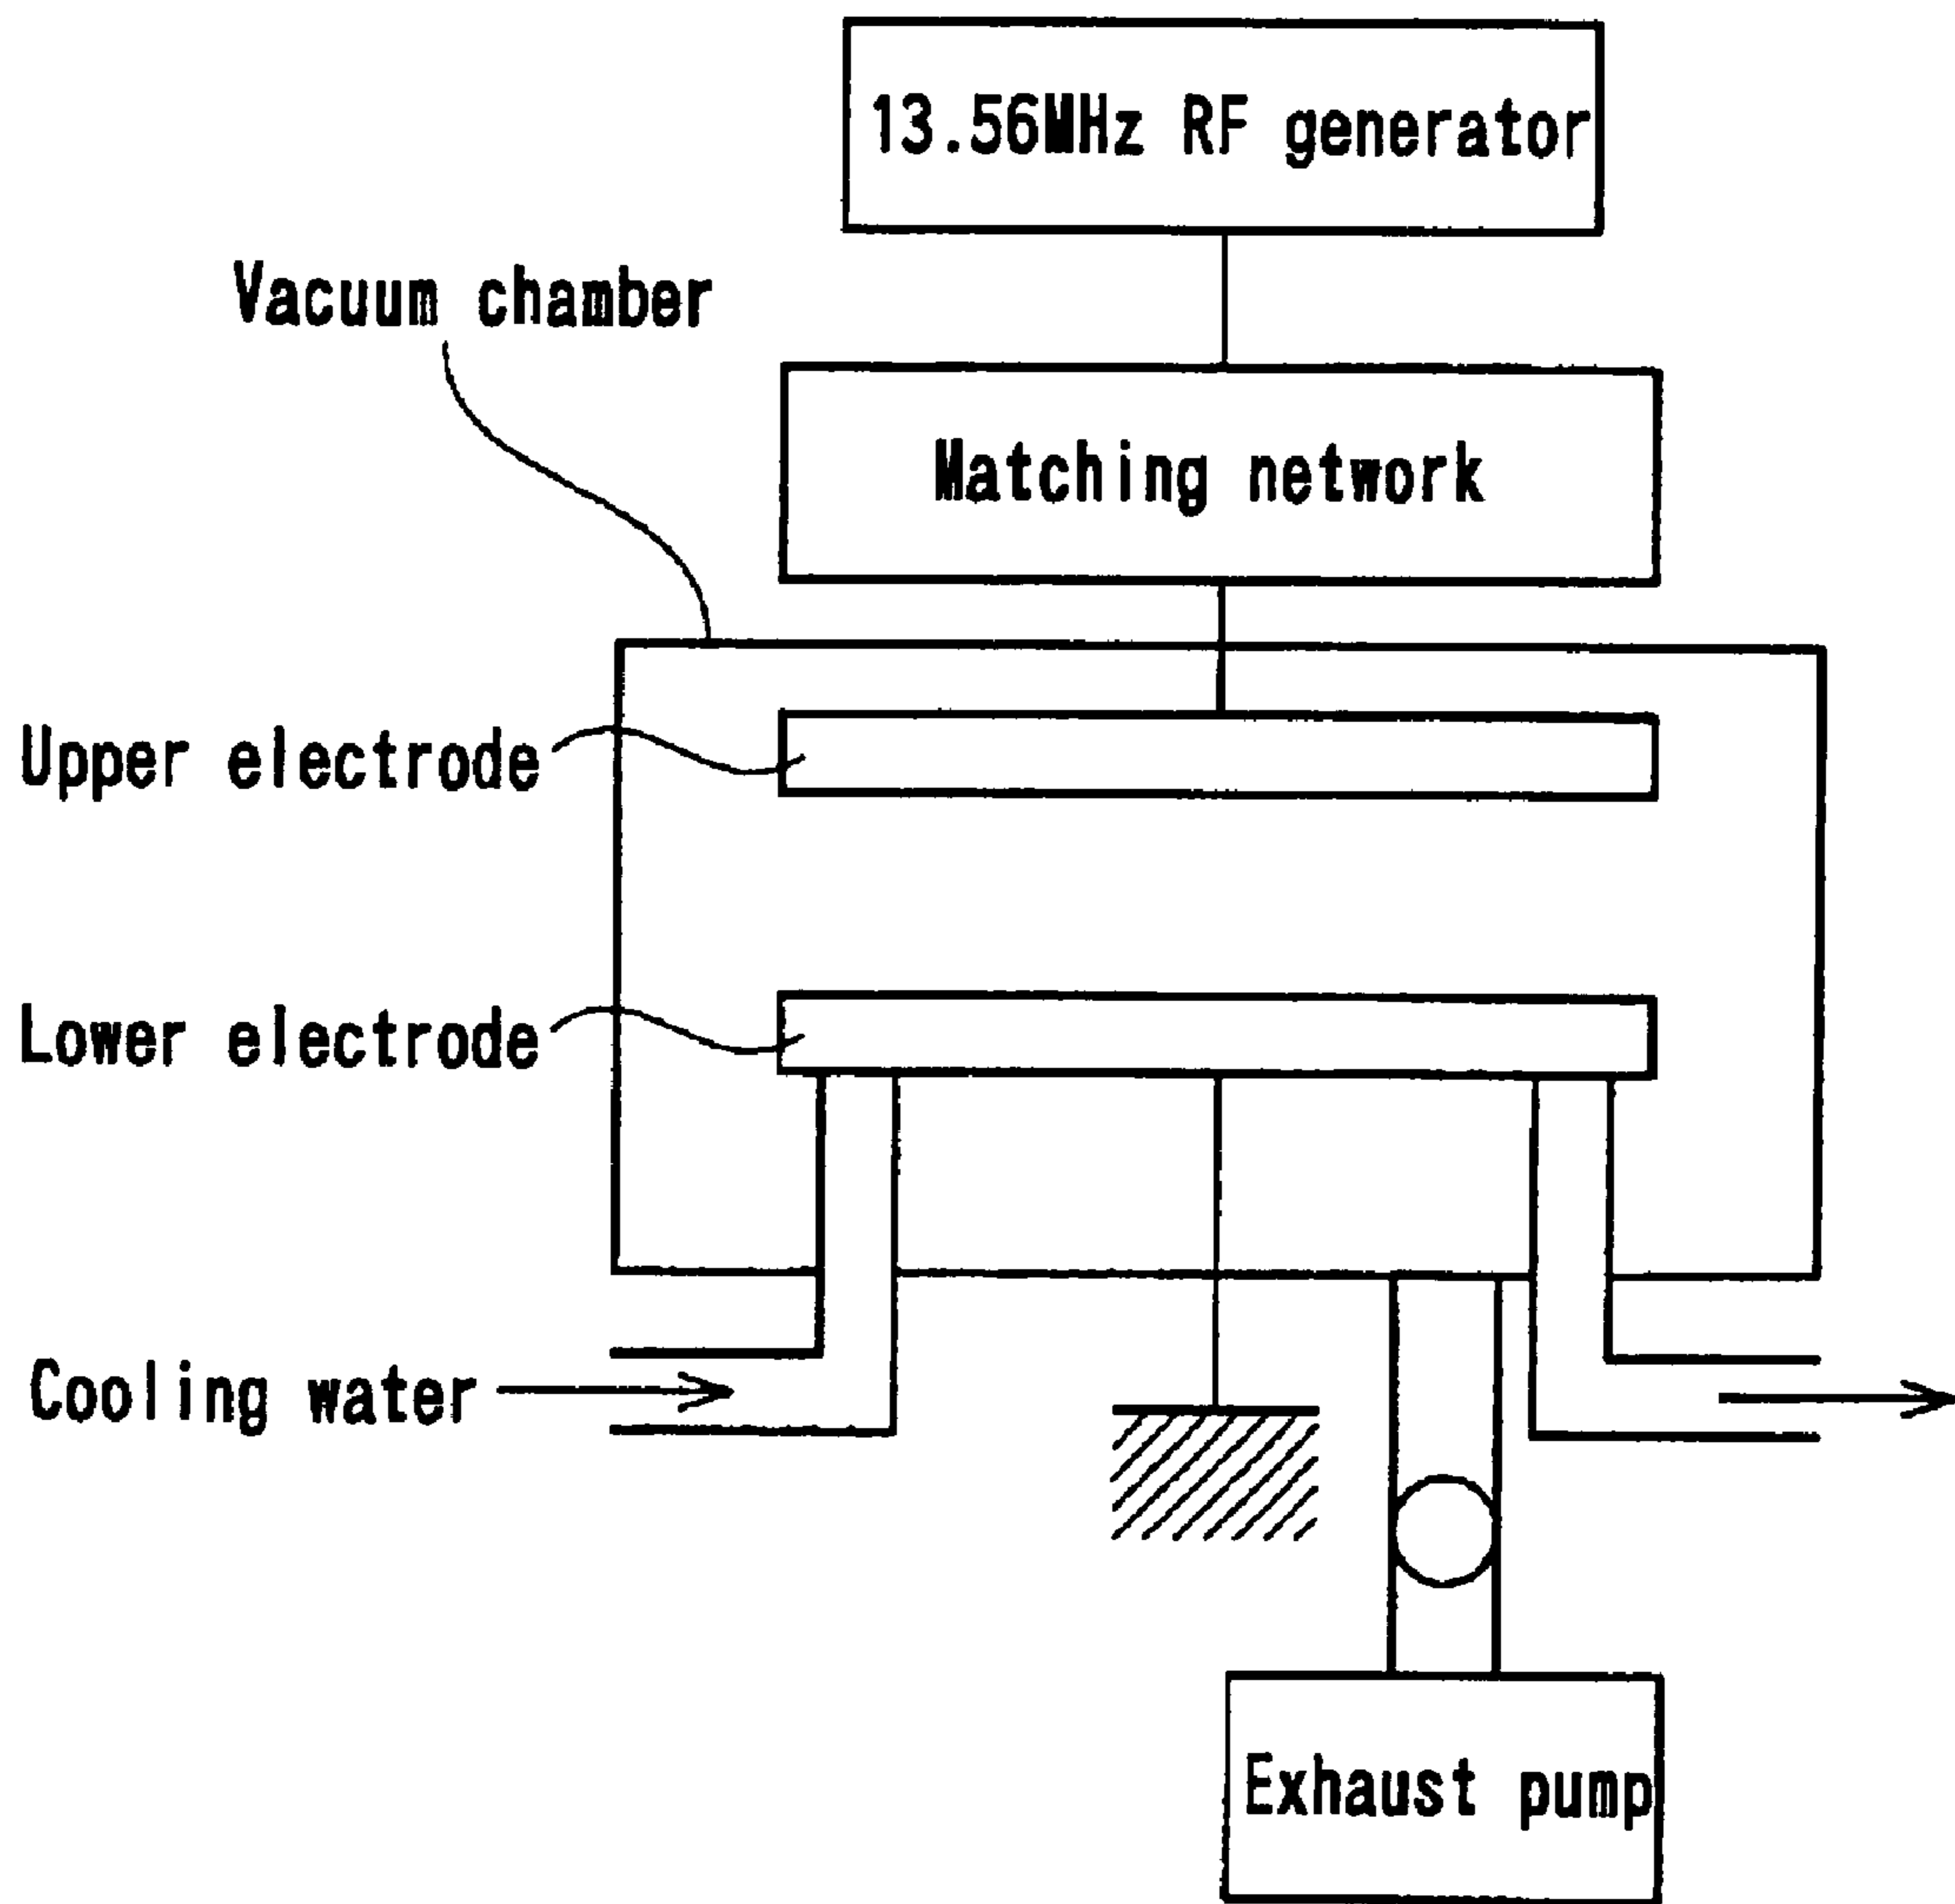 13.56MHz RF generator
Vacuum chamber
Matching network
Upper electrode
Lower electrode
Cooling water
Exhaust pump